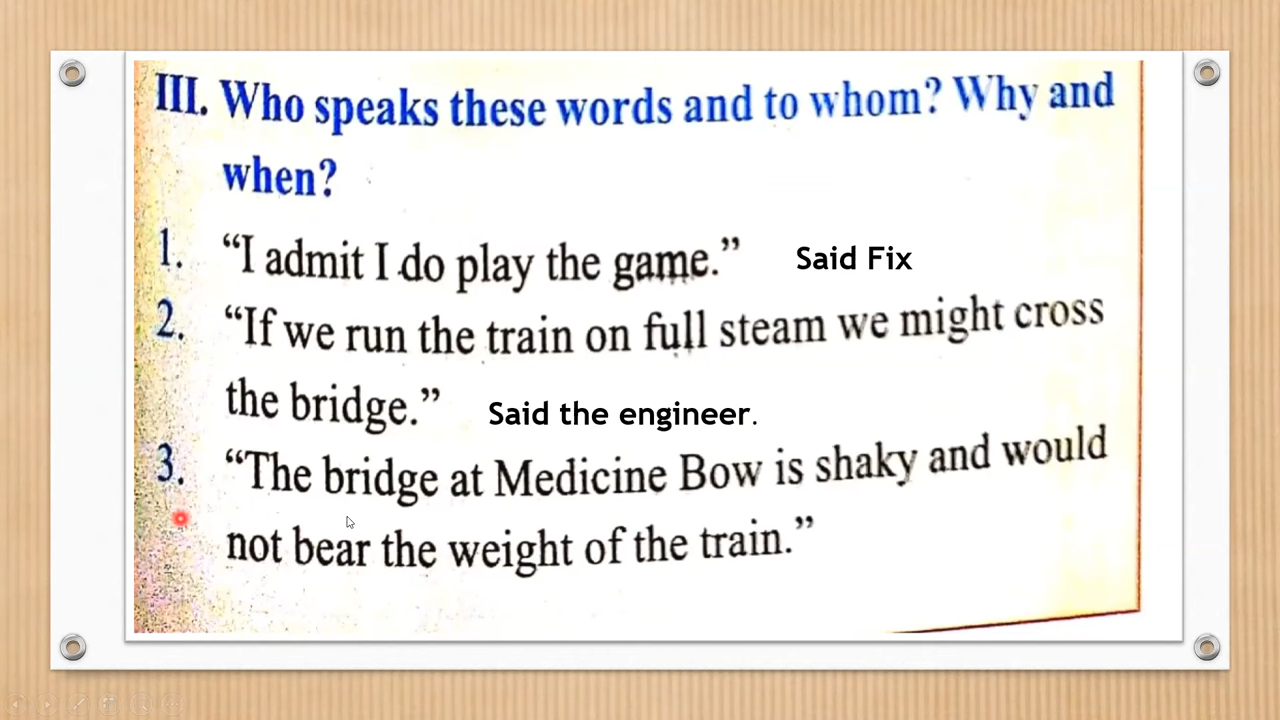 III. Who speaks these words and to whom? Why and
when?
1. “I admit I do play the game.” Said Fix
2. “If we run the train on full steam we might cross
the bridge.” Said the engineer.
3. “The bridge at Medicine Bow is shaky and would
not bear the weight of the train.”